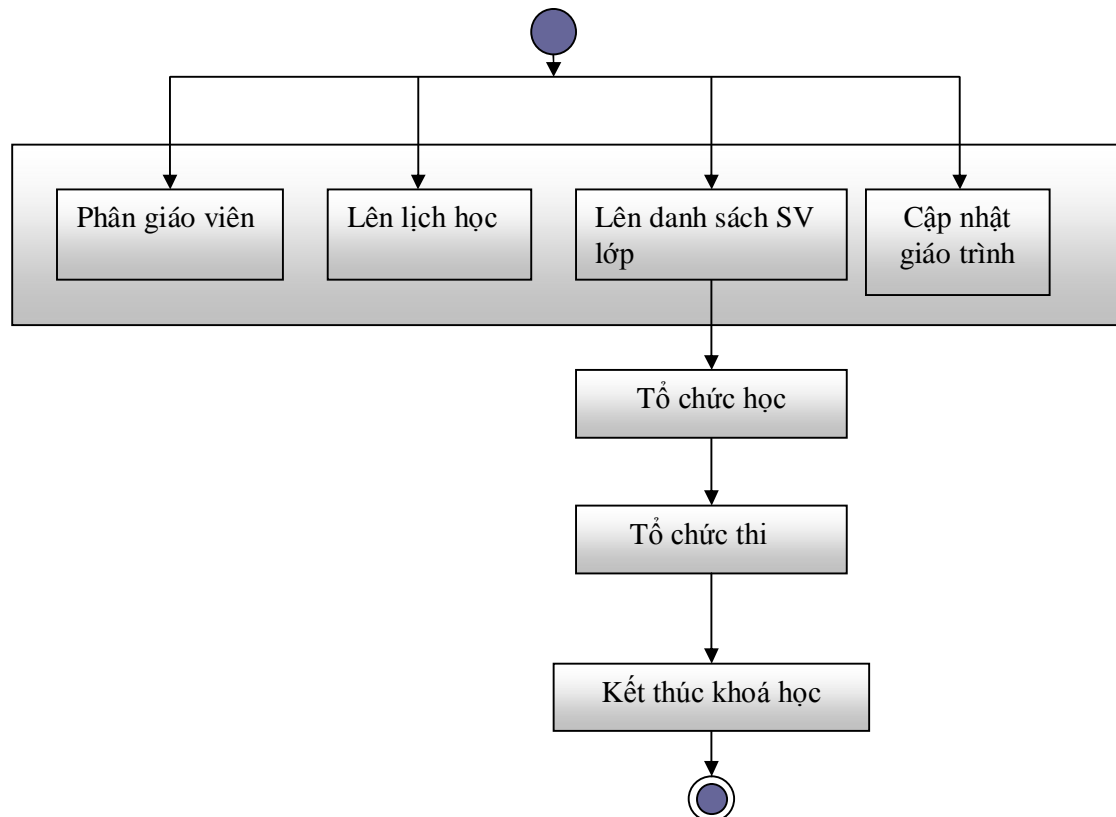 Phân giáo viên
Lên lịch học
Lên danh sách SV
lớp
Cập nhật
giáo trình
Tổ chức học
Tổ chức thi
Kết thúc khoá học